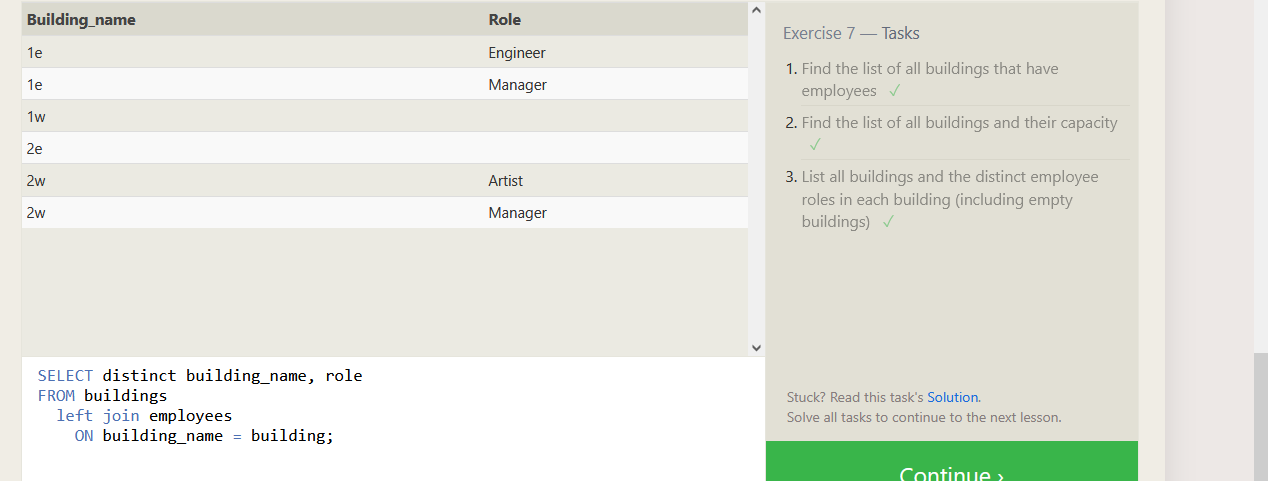 Building_name Role
1e Engineer
1e Manager
1w
2e
2w Artist
2w Manager
SELECT distinct building_name, role
FROM buildings
left join employees
ON building_name = building;
Exercise 7 — Tasks
1. Find the list of all buildings that have
employees ✓
2. Find the list of all buildings and their capacity
✓
3. List all buildings and the distinct employee
roles in each building (including empty
buildings) ✓
Stuck? Read this task's Solution.
Solve all tasks to continue to the next lesson.
Continue ›